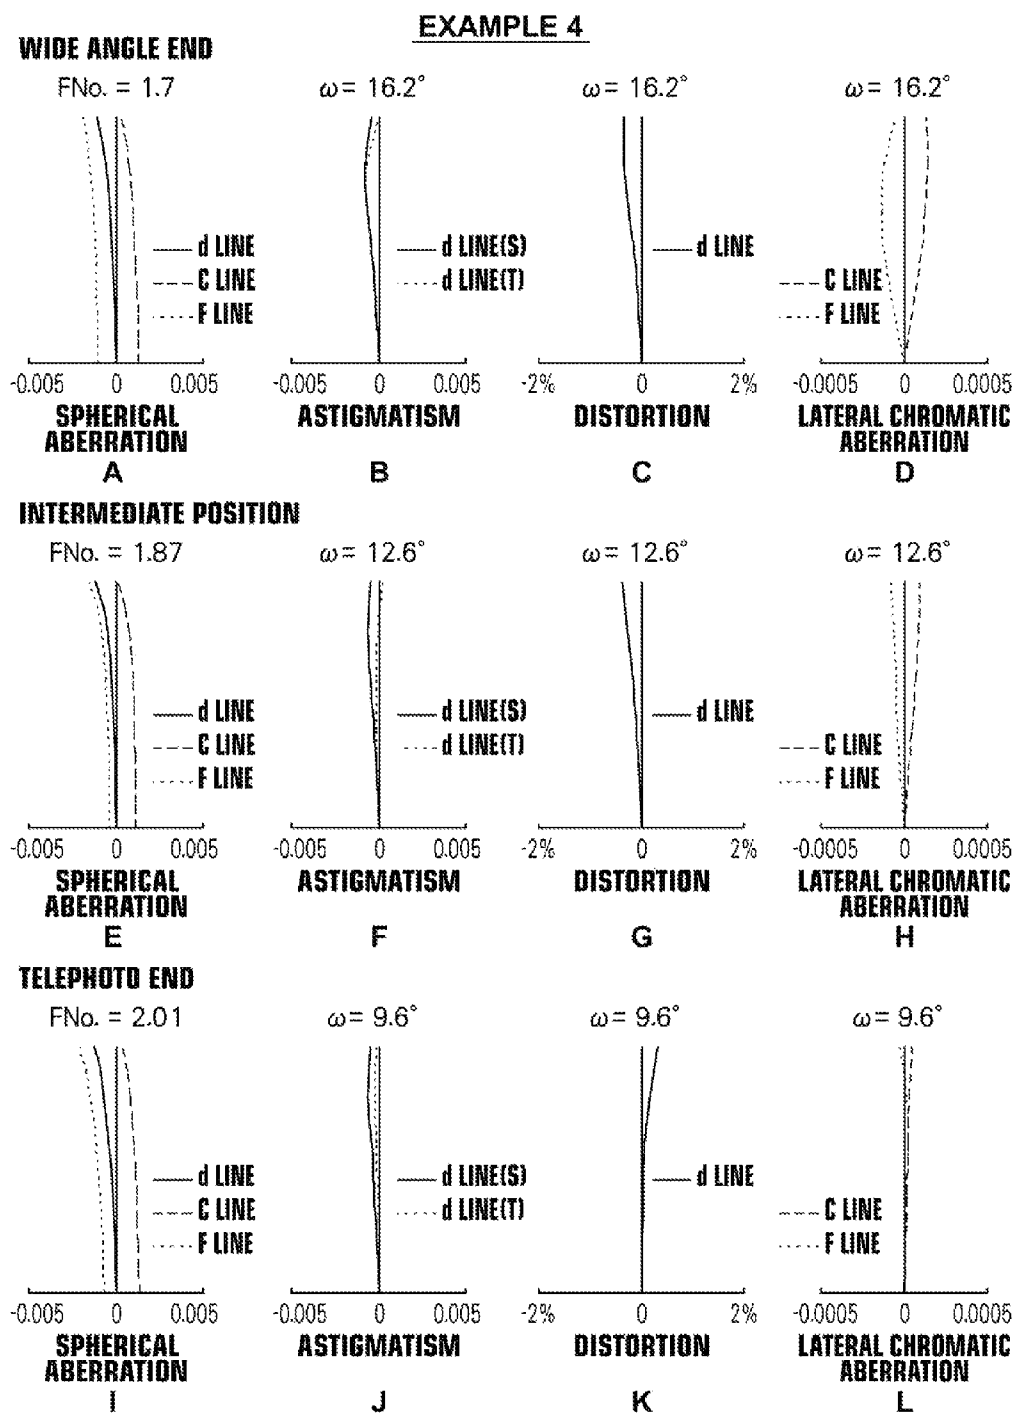 EXAMPLE 4
WIDE ANGLE END
FNo. = 1.7
ω= 16.2°
ω= 16.2°
ω= 16.2°
d LINE
C LINE
F LINE
d LINE(S)
d LINE(T)
d LINE
C LINE
F LINE
-0.005 0 0.005
-0.005 0 0.005
-2% 0 2%
-0.0005 0 0.0005
SPHERICAL
ABERRATION
ASTIGMATISM
DISTORTION
LATERAL CHROMATIC
ABERRATION
A
B
C
D
INTERMEDIATE POSITION
FNo. = 1.87
ω= 12.6°
ω= 12.6°
ω= 12.6°
d LINE
C LINE
F LINE
d LINE(S)
d LINE(T)
d LINE
C LINE
F LINE
-0.005 0 0.005
-0.005 0 0.005
-2% 0 2%
-0.0005 0 0.0005
SPHERICAL
ABERRATION
ASTIGMATISM
DISTORTION
LATERAL CHROMATIC
ABERRATION
E
F
G
H
TELEPHOTO END
FNo. = 2.01
ω= 9.6°
ω= 9.6°
ω= 9.6°
d LINE
C LINE
F LINE
d LINE(S)
d LINE(T)
d LINE
C LINE
F LINE
-0.005 0 0.005
-0.005 0 0.005
-2% 0 2%
-0.0005 0 0.0005
SPHERICAL
ABERRATION
ASTIGMATISM
DISTORTION
LATERAL CHROMATIC
ABERRATION
I
J
K
L